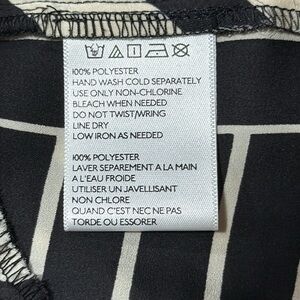 100% POLYESTER
HAND WASH COLD SEPARATELY
USE ONLY NON-CHLORINE
BLEACH WHEN NEEDED
DO NOT TWIST/WRING
LINE DRY
LOW IRON AS NEEDED
100% POLYESTER
LAVER SEPAREMENT A LA MAIN
A L'EAU FROIDE
UTILISER UN JAVELLISANT
NON CHLORE
QUAND C'EST NEC NE PAS
TORDE OU ESSORER